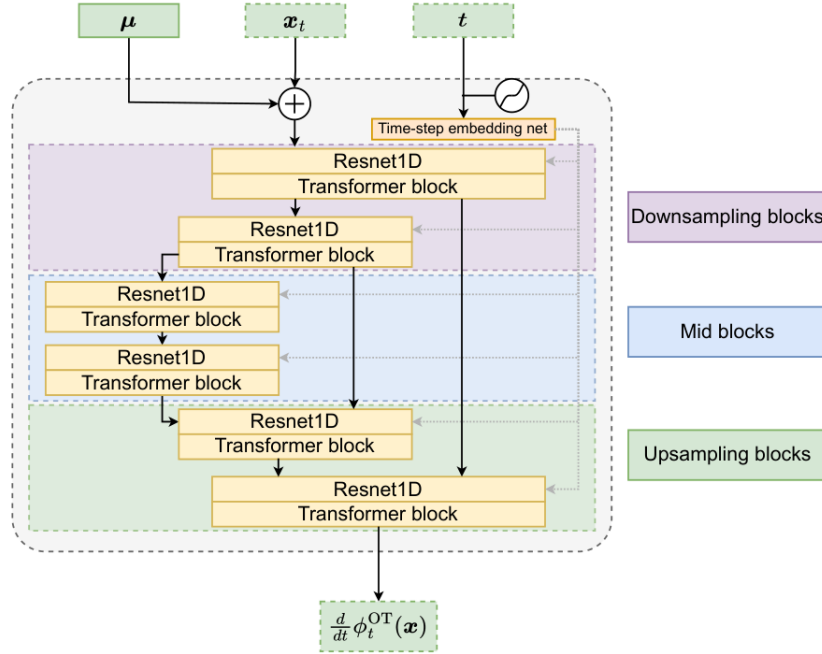 μ
x_t
t
Time-step embedding net
Resnet1D
Transformer block
Resnet1D
Transformer block
Downsampling blocks
Resnet1D
Transformer block
Resnet1D
Transformer block
Mid blocks
Resnet1D
Transformer block
Resnet1D
Transformer block
Upsampling blocks
d/dt ϕ_t^OT(x)